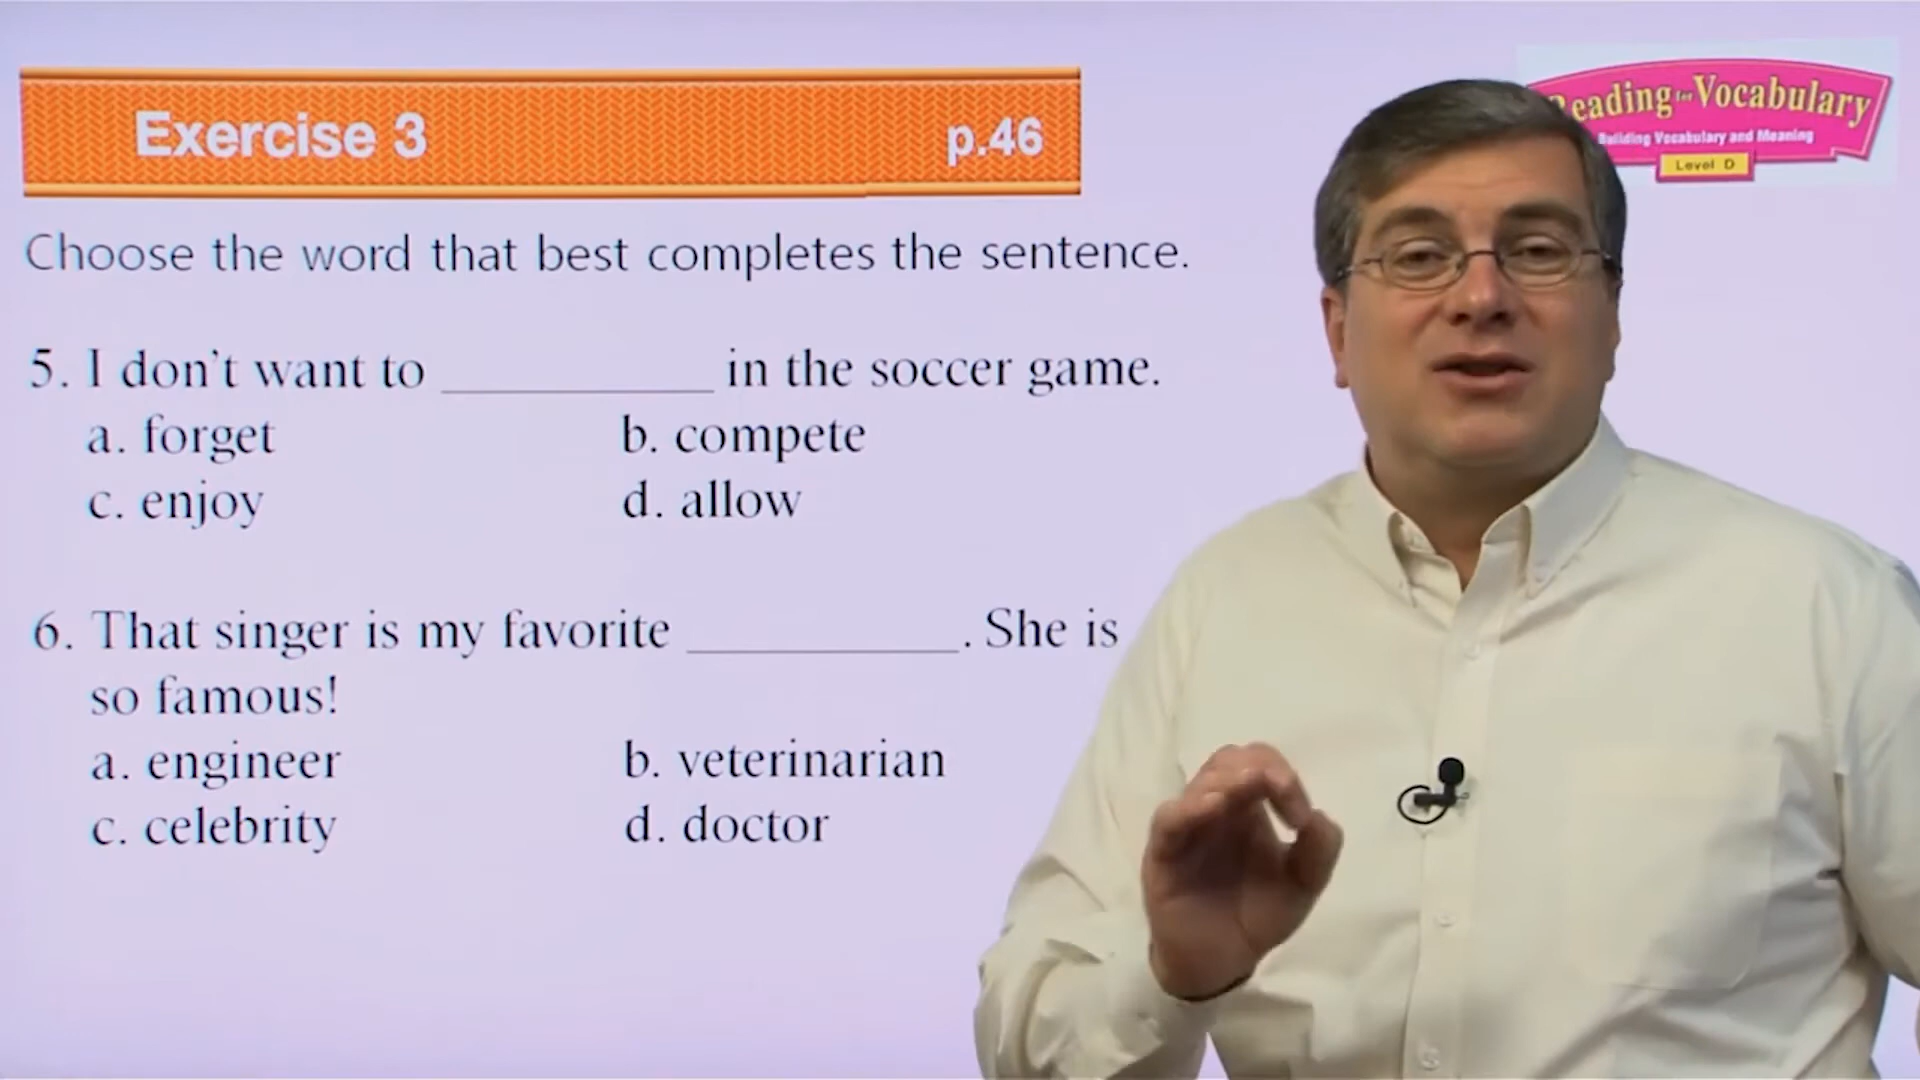 Exercise 3 p.46
Reading for Vocabulary
Building Vocabulary and Meaning
Level D
Choose the word that best completes the sentence.
5. I don't want to __________ in the soccer game.
a. forget b. compete
c. enjoy d. allow
6. That singer is my favorite __________. She is
so famous!
a. engineer b. veterinarian
c. celebrity d. doctor